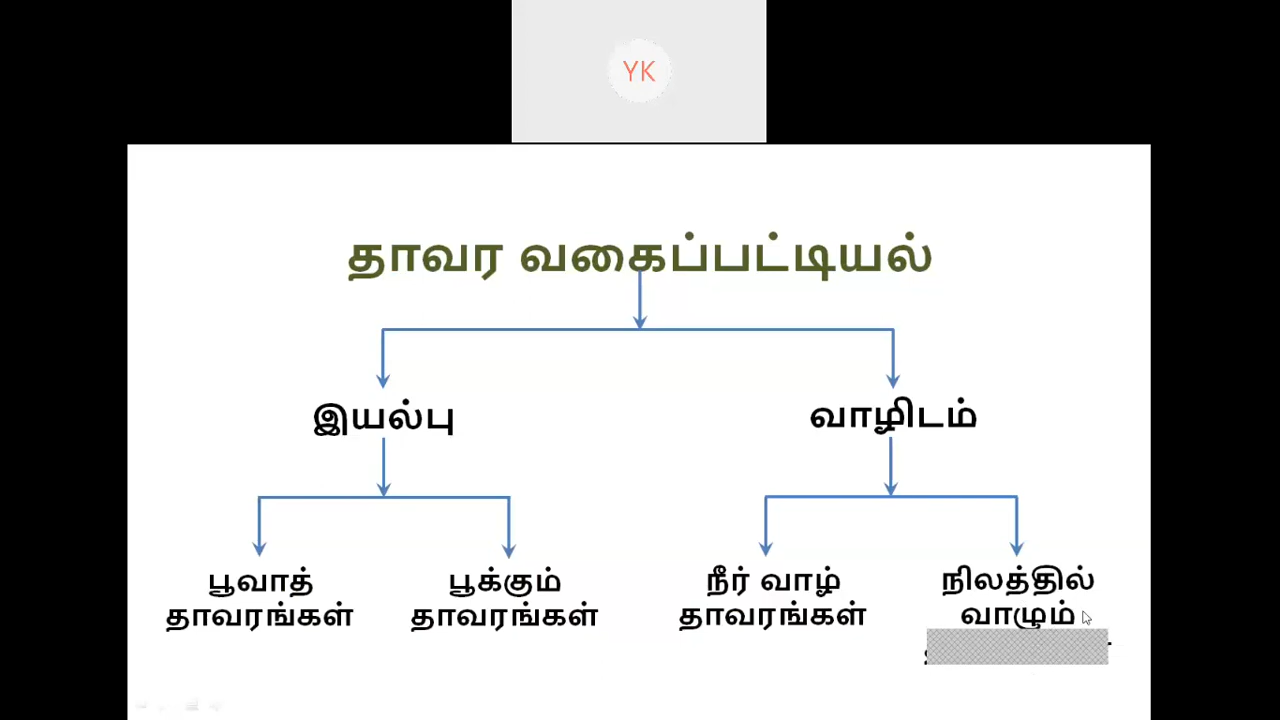 YK
தாவர வகைப்பட்டியல்
இயல்பு
வாழிடம்
பூவாத்
தாவரங்கள்
பூக்கும்
தாவரங்கள்
நீர் வாழ்
தாவரங்கள்
நிலத்தில்
வாழும்